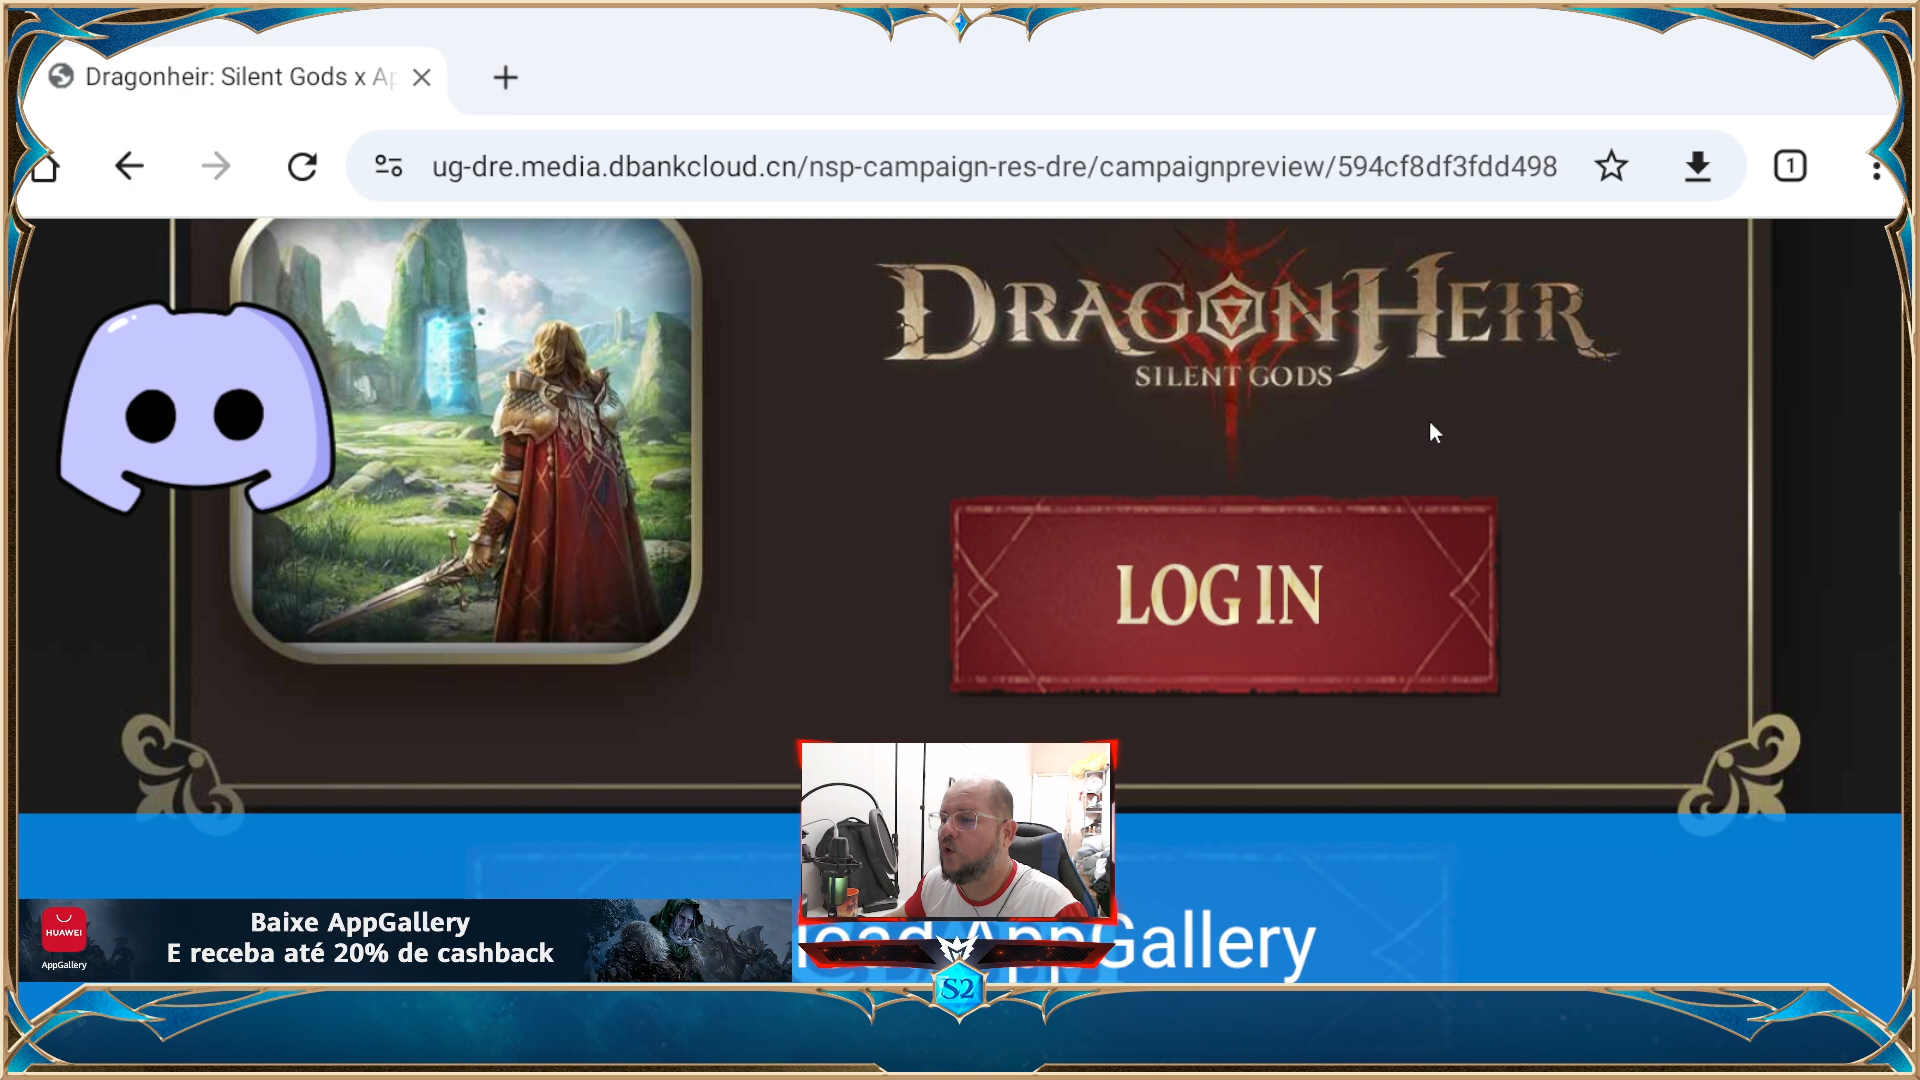 Dragonheir: Silent Gods x Ap
ug-dre.media.dbankcloud.cn/nsp-campaign-res-dre/campaignpreview/594cf8df3fdd498
1
DRAGONHEIR
SILENT GODS
LOG IN
AppGallery
HUAWEI
AppGallery
Baixe AppGallery
E receba até 20% de cashback
S2